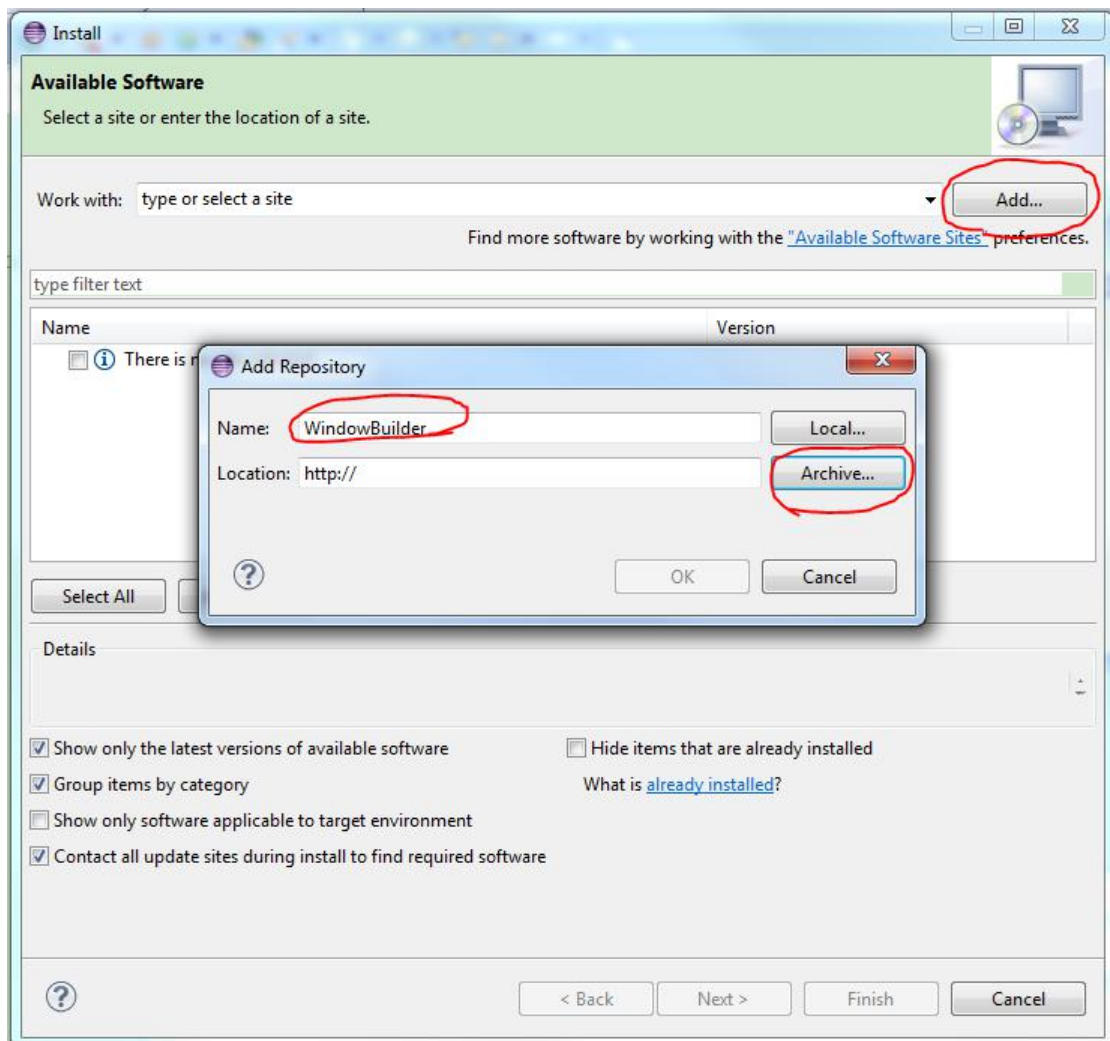 Install
Available Software
Select a site or enter the location of a site.
Work with: type or select a site Add...
Find more software by working with the "Available Software Sites" preferences.
type filter text
Name Version
There is
Add Repository
Name: WindowBuilder Local...
Location: http:// Archive...
OK Cancel
Select All
Details
Show only the latest versions of available software Hide items that are already installed
Group items by category What is already installed?
Show only software applicable to target environment
Contact all update sites during install to find required software
< Back Next > Finish Cancel